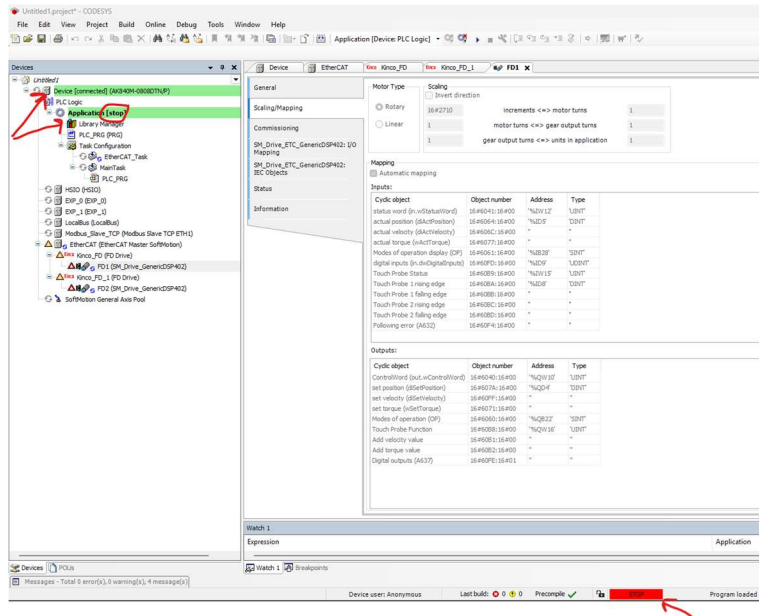 Untitled1.project* - CODESYS
File Edit View Project Build Online Debug Tools Window Help
Application [Device: PLC Logic]
Devices
Device
EtherCAT
Kinco_FD
Kinco_FD_1
FD1
Untitled1
Device [connected] (AK840M-0808DTN/P)
PLC Logic
Application [stop]
Library Manager
PLC_PRG (PRG)
Task Configuration
EtherCAT_Task
MainTask
PLC_PRG
HSIO (HSIO)
EXP_0 (EXP_0)
EXP_1 (EXP_1)
LocalBus (LocalBus)
Modbus_Slave_TCP (Modbus Slave TCP ETH1)
EtherCAT (EtherCAT Master SoftMotion)
Kinco_FD (FD Drive)
FD1 (SM_Drive_GenericDSP402)
Kinco_FD_1 (FD Drive)
FD2 (SM_Drive_GenericDSP402)
SoftMotion General Axis Pool
General
Scaling/Mapping
Commissioning
SM_Drive_ETC_GenericDSP402: I/O
Mapping
SM_Drive_ETC_GenericDSP402:
IEC Objects
Status
Information
Motor Type
Rotary
Linear
Scaling
Invert direction
16#2710 increments <=> motor turns 1
1 motor turns <=> gear output turns 1
1 gear output turns <=> units in application 1
Mapping
Automatic mapping
Inputs:
Cyclic object Object number Address Type
status word (in.wStatusWord) 16#6041:16#00 '%IW12' 'UINT'
actual position (diActPosition) 16#6064:16#00 '%ID5' 'DINT'
actual velocity (diActVelocity) 16#606C:16#00 '' ''
actual torque (wActTorque) 16#6077:16#00 '' ''
Modes of operation display (OP) 16#6061:16#00 '%IB28' 'SINT'
digital inputs (in.dwDigitalInputs) 16#60FD:16#00 '%ID9' 'UDINT'
Touch Probe Status 16#60B9:16#00 '%IW15' 'UINT'
Touch Probe 1 rising edge 16#60BA:16#00 '%ID8' 'DINT'
Touch Probe 1 falling edge 16#60BB:16#00 '' ''
Touch Probe 2 rising edge 16#60BC:16#00 '' ''
Touch Probe 2 falling edge 16#60BD:16#00 '' ''
Following error (A632) 16#60F4:16#00 '' ''
Outputs:
Cyclic object Object number Address Type
ControlWord (out.wControlWord) 16#6040:16#00 '%QW10' 'UINT'
set position (diSetPosition) 16#607A:16#00 '%QD4' 'DINT'
set velocity (diSetVelocity) 16#60FF:16#00 '' ''
set torque (wSetTorque) 16#6071:16#00 '' ''
Modes of operation (OP) 16#6060:16#00 '%QB22' 'SINT'
Touch Probe Function 16#60B8:16#00 '%QW16' 'UINT'
Add velocity value 16#60B1:16#00 '' ''
Add torque value 16#60B2:16#00 '' ''
Digital outputs (A637) 16#60FE:16#01 '' ''
Watch 1
Expression Application
Devices POUs
Watch 1 Breakpoints
Messages - Total 0 error(s), 0 warning(s), 4 message(s)
Device user: Anonymous Last build: 0 0 Precompile STOP Program loaded